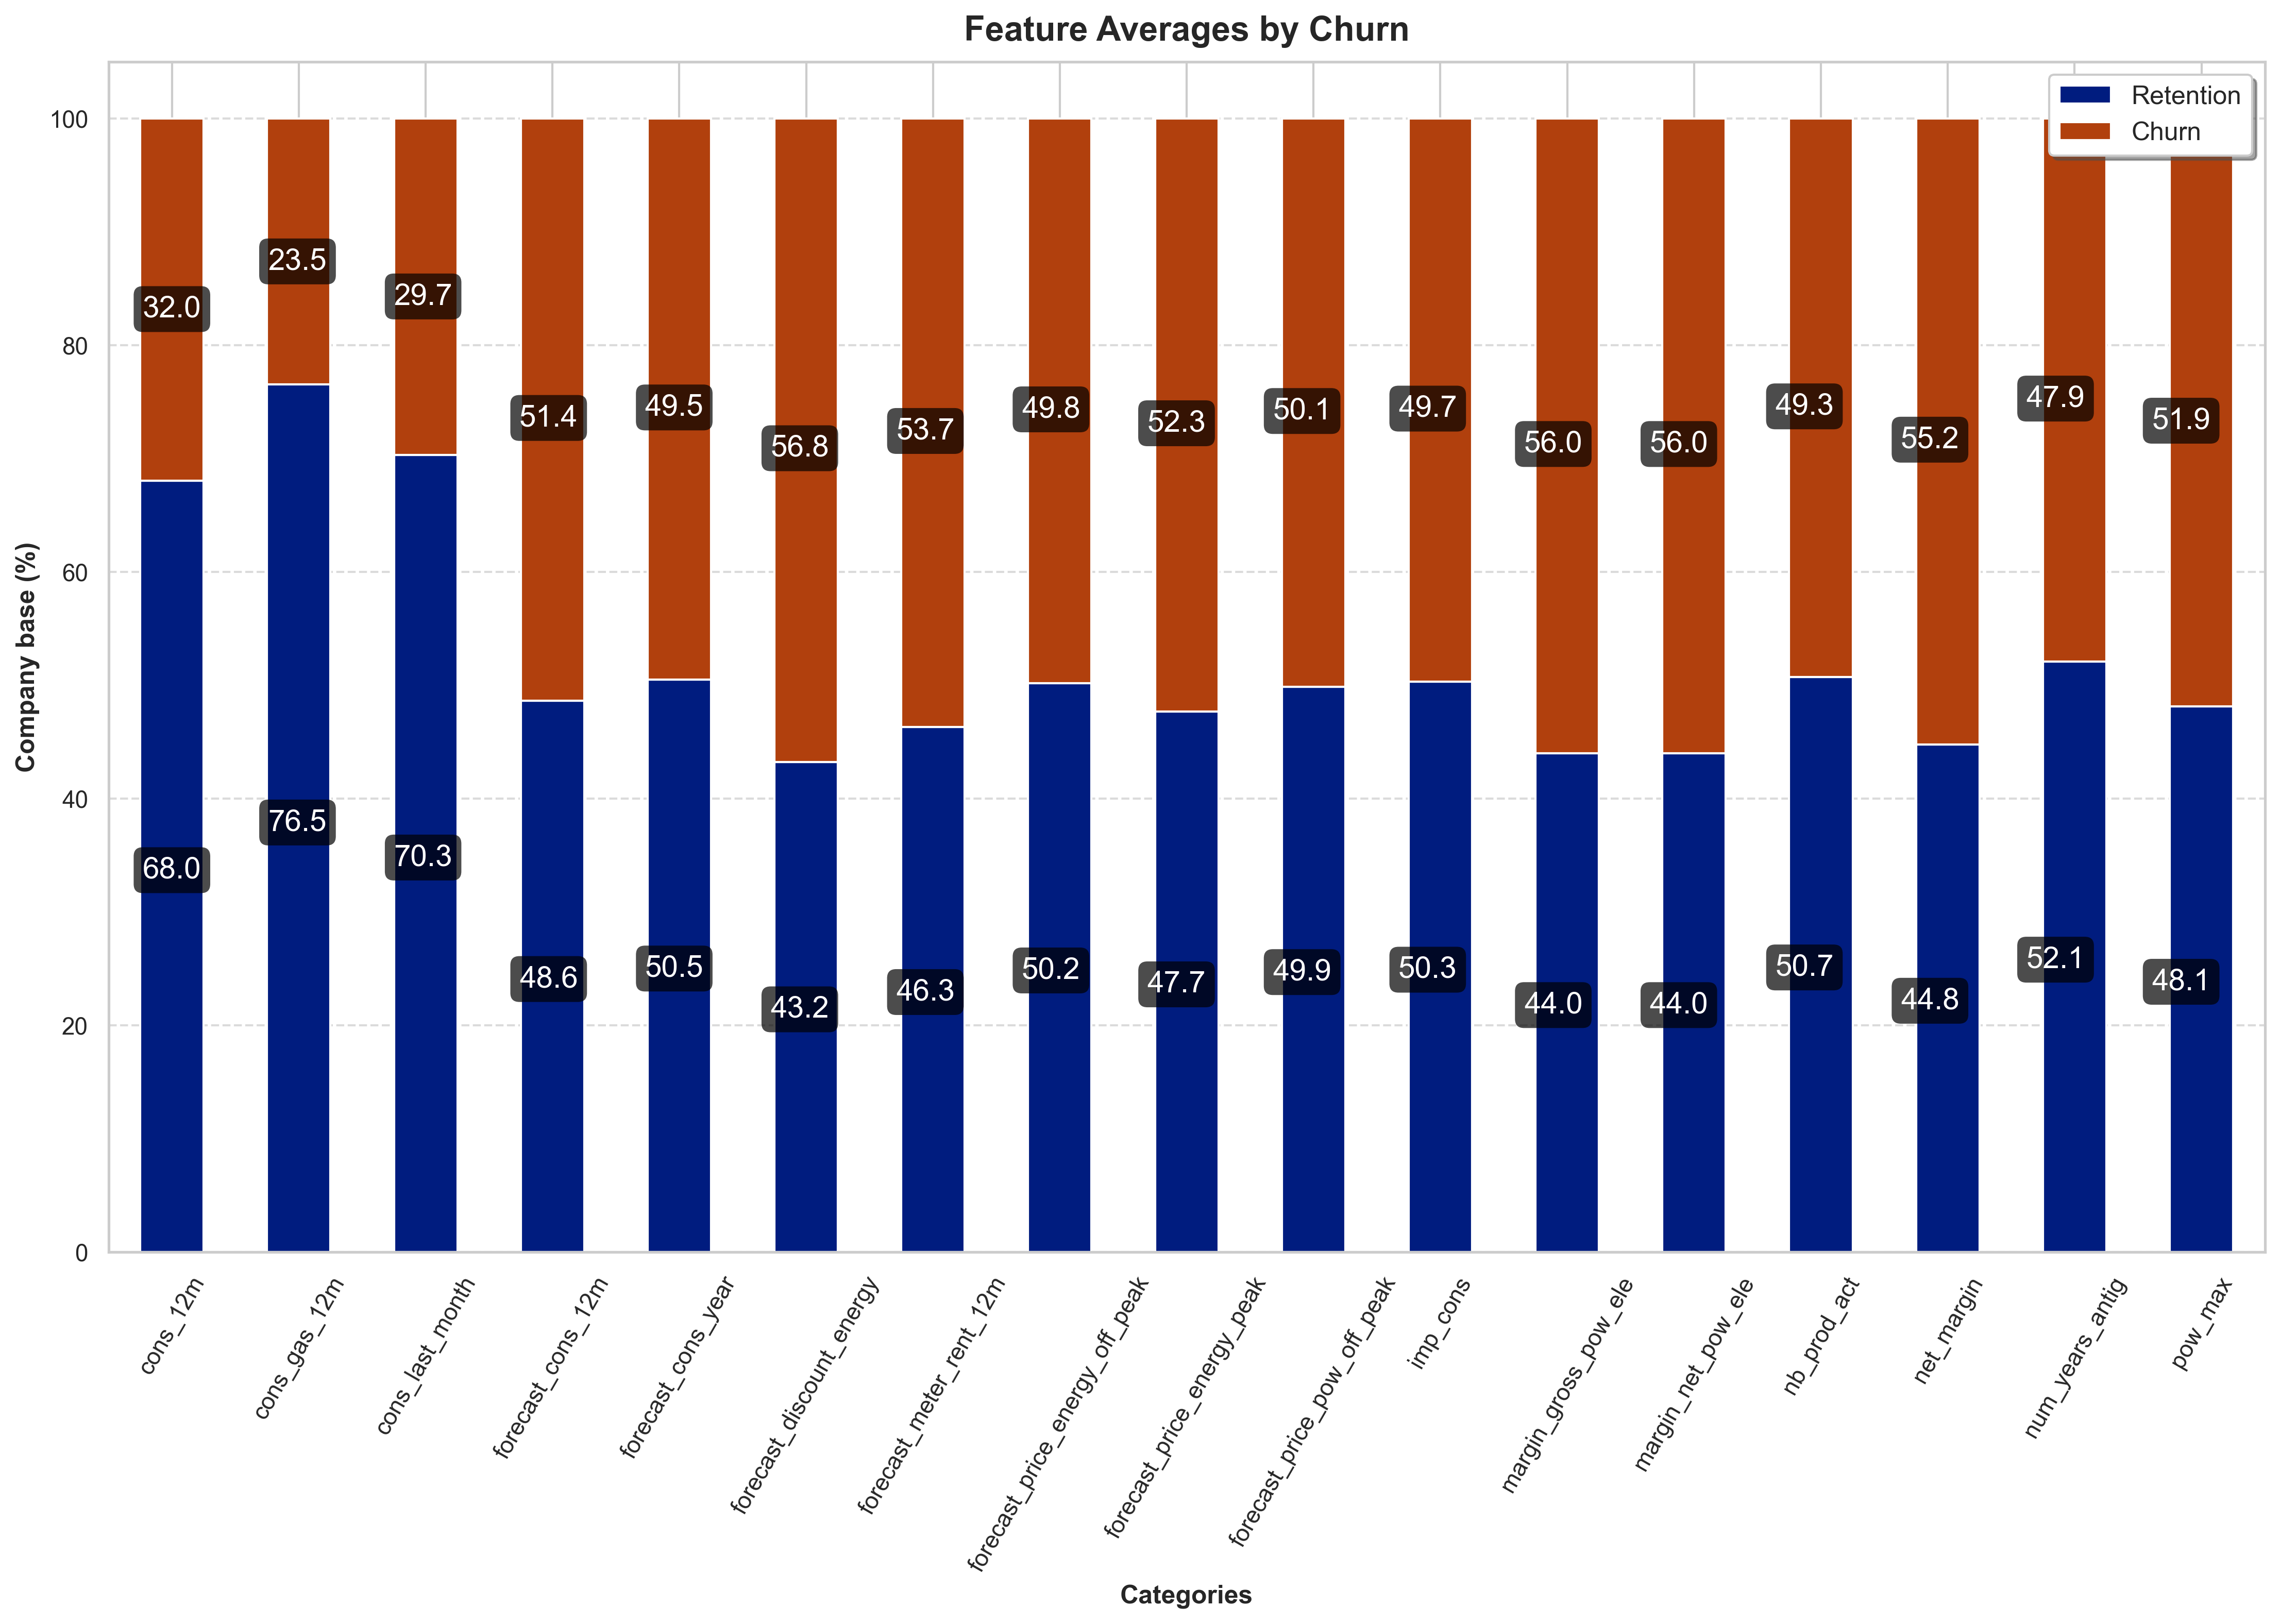 Feature Averages by Churn
Retention
Churn
Company base (%)
100
80
60
40
20
0
32.0
23.5
29.7
51.4
49.5
56.8
53.7
49.8
52.3
50.1
49.7
56.0
56.0
49.3
55.2
47.9
51.9
68.0
76.5
70.3
48.6
50.5
43.2
46.3
50.2
47.7
49.9
50.3
44.0
44.0
50.7
44.8
52.1
48.1
cons_12m
cons_gas_12m
cons_last_month
forecast_cons_12m
forecast_cons_year
forecast_discount_energy
forecast_meter_rent_12m
forecast_price_energy_off_peak
forecast_price_energy_peak
forecast_price_pow_off_peak
imp_cons
margin_gross_pow_ele
margin_net_pow_ele
nb_prod_act
net_margin
num_years_antig
pow_max
Categories